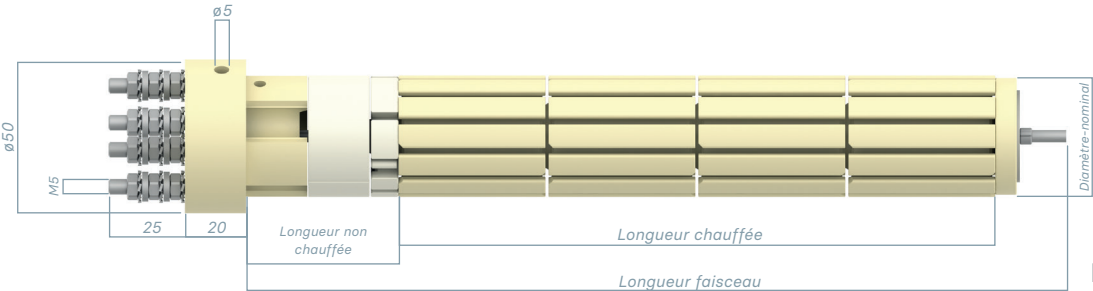 ø5
ø50
M5
25
20
Longueur non
chauffée
Longueur chauffée
Longueur faisceau
Diamètre-nominal